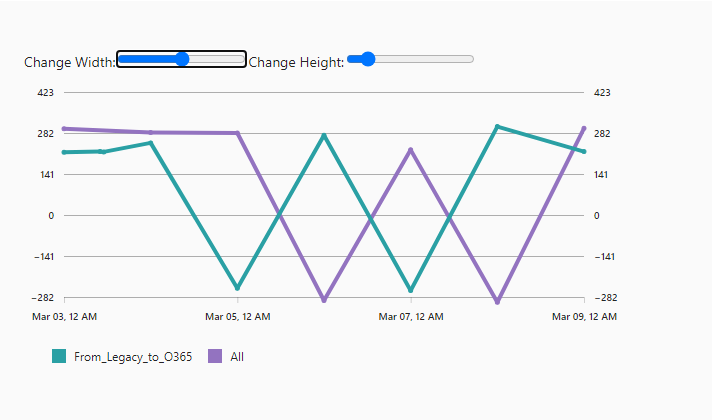 Change Width: Change Height:
423 423
282 282
141 141
0 0
−141 −141
−282 −282
Mar 03, 12 AM Mar 05, 12 AM Mar 07, 12 AM Mar 09, 12 AM
From_Legacy_to_O365 All